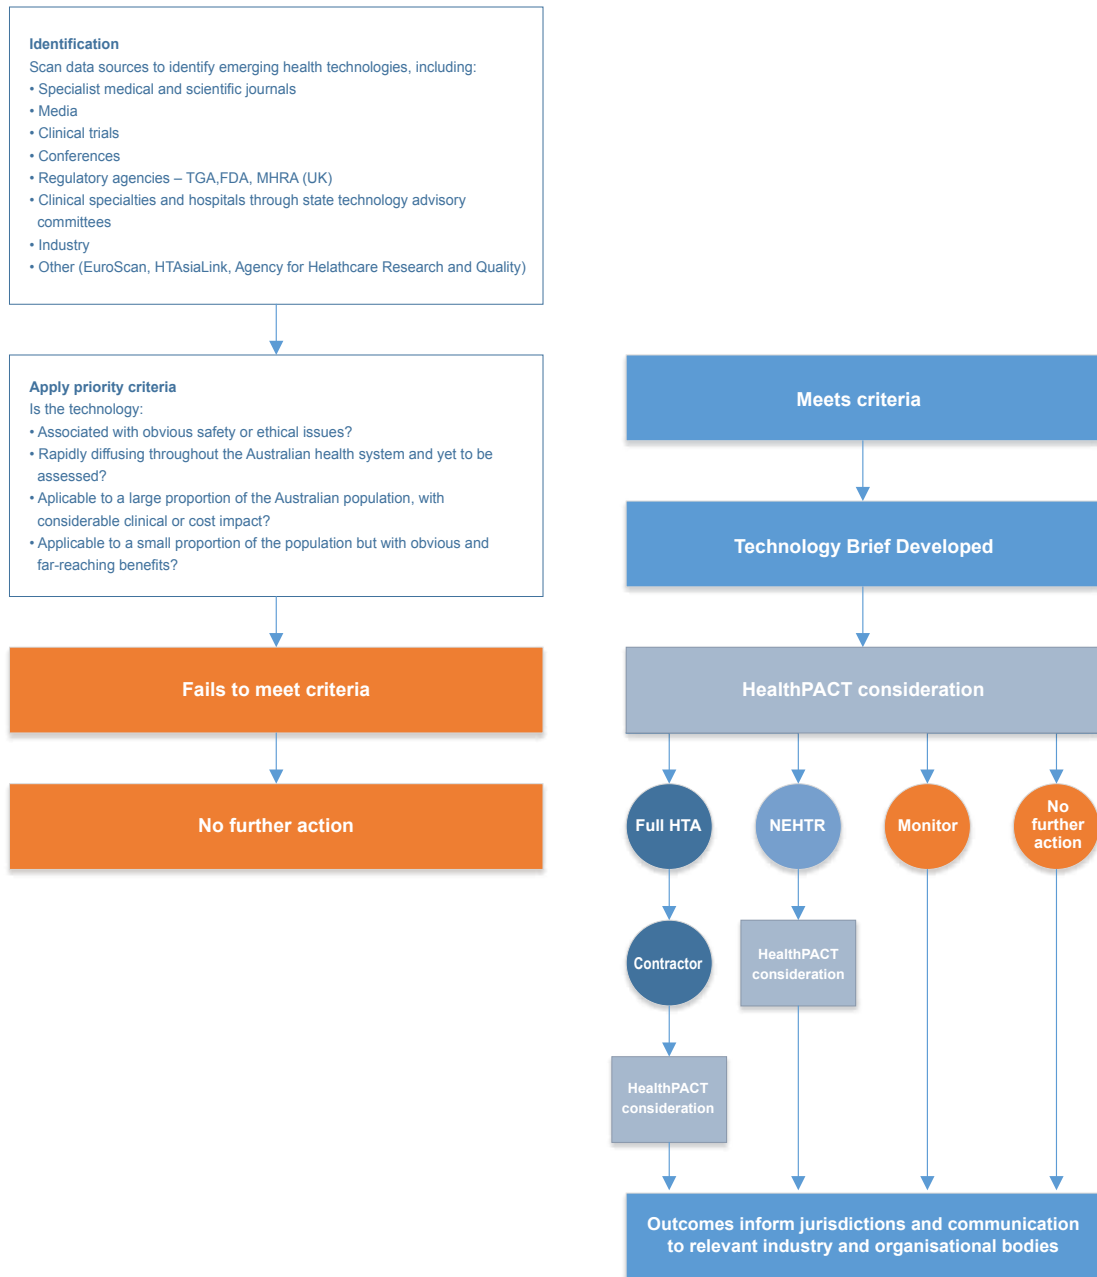 Identification
Scan data sources to identify emerging health technologies, including:
• Specialist medical and scientific journals
• Media
• Clinical trials
• Conferences
• Regulatory agencies – TGA,FDA, MHRA (UK)
• Clinical specialties and hospitals through state technology advisory
committees
• Industry
• Other (EuroScan, HTAsiaLink, Agency for Helathcare Research and Quality)
Apply priority criteria
Is the technology:
• Associated with obvious safety or ethical issues?
• Rapidly diffusing throughout the Australian health system and yet to be
assessed?
• Aplicable to a large proportion of the Australian population, with
considerable clinical or cost impact?
• Applicable to a small proportion of the population but with obvious and
far-reaching benefits?
Fails to meet criteria
No further action
Meets criteria
Technology Brief Developed
HealthPACT consideration
Full HTA
NEHTR
Monitor
No
further
action
Contractor
HealthPACT
consideration
HealthPACT
consideration
Outcomes inform jurisdictions and communication
to relevant industry and organisational bodies